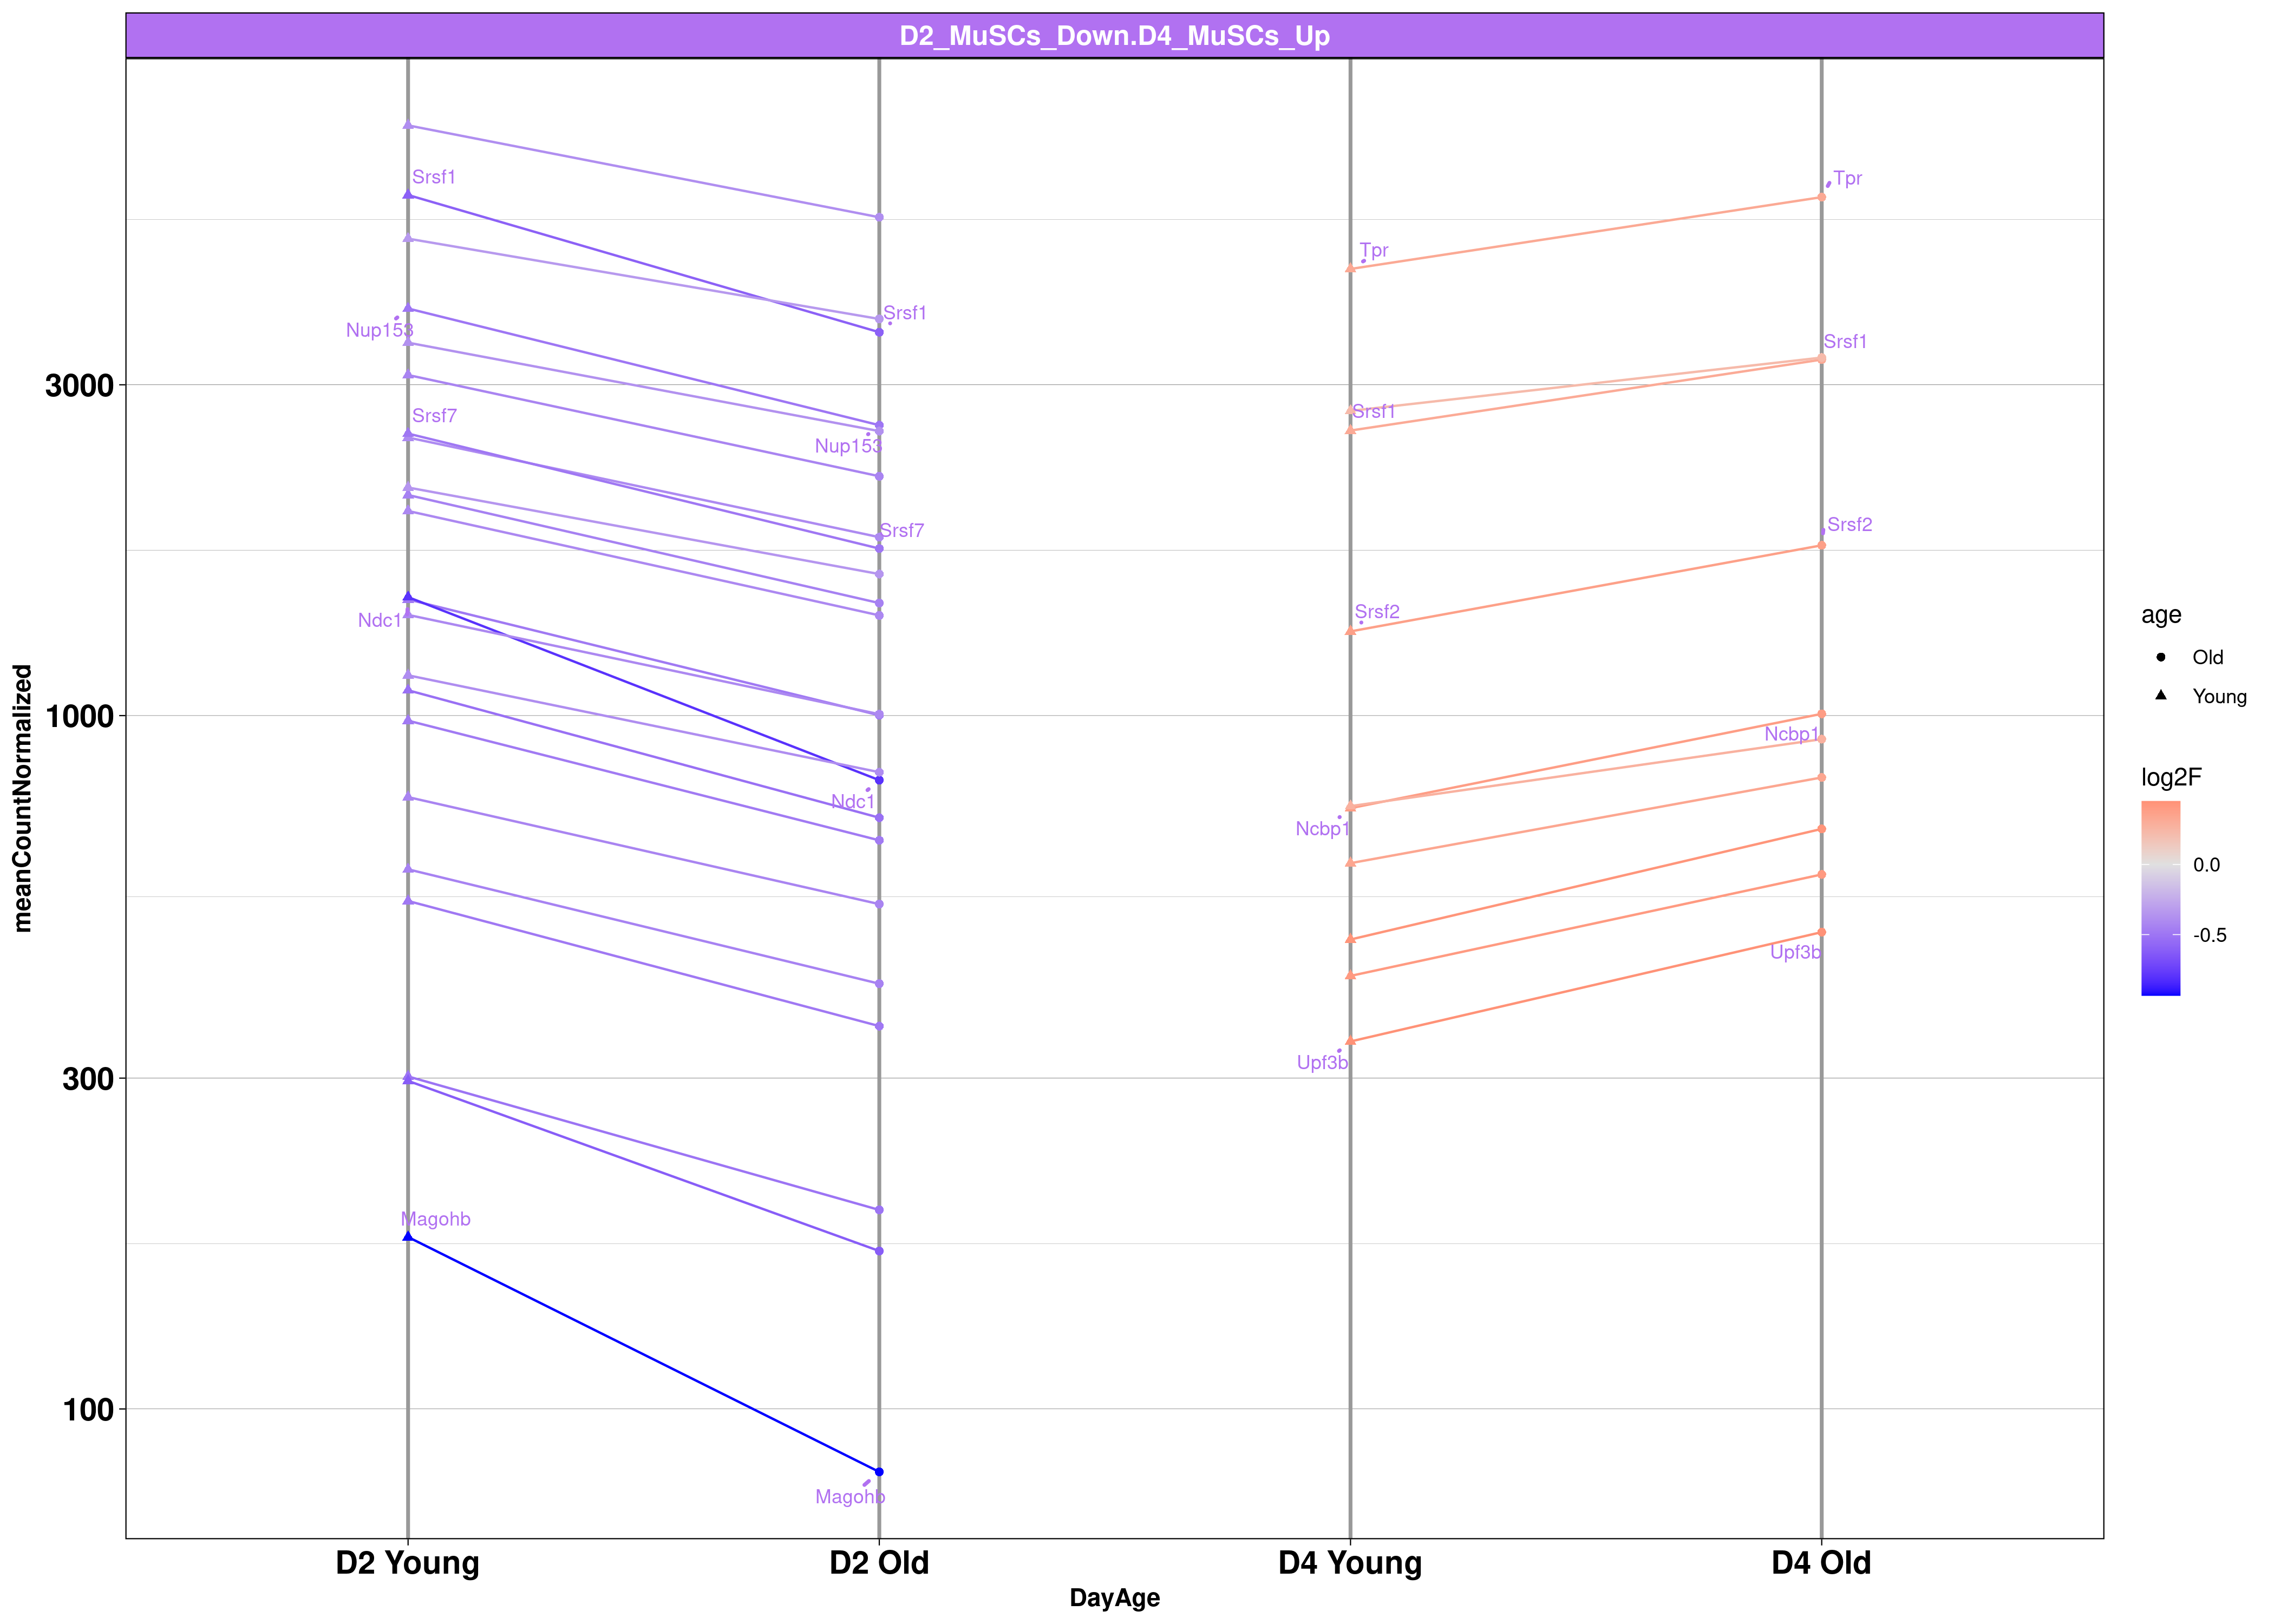 D2_MuSCs_Down.D4_MuSCs_Up
Srsf1
Tpr
Tpr
Srsf1
Nup153
Srsf1
3000
Srsf1
Srsf7
Nup153
Srsf7
Srsf2
Srsf2
Ndc1
age
Old
Young
1000
Ncbp1
Ndc1
Ncbp1
log2F
0.0
-0.5
meanCountNormalized
Upf3b
Upf3b
300
Magohb
100
Magohb
D2 Young
D2 Old
D4 Young
D4 Old
DayAge